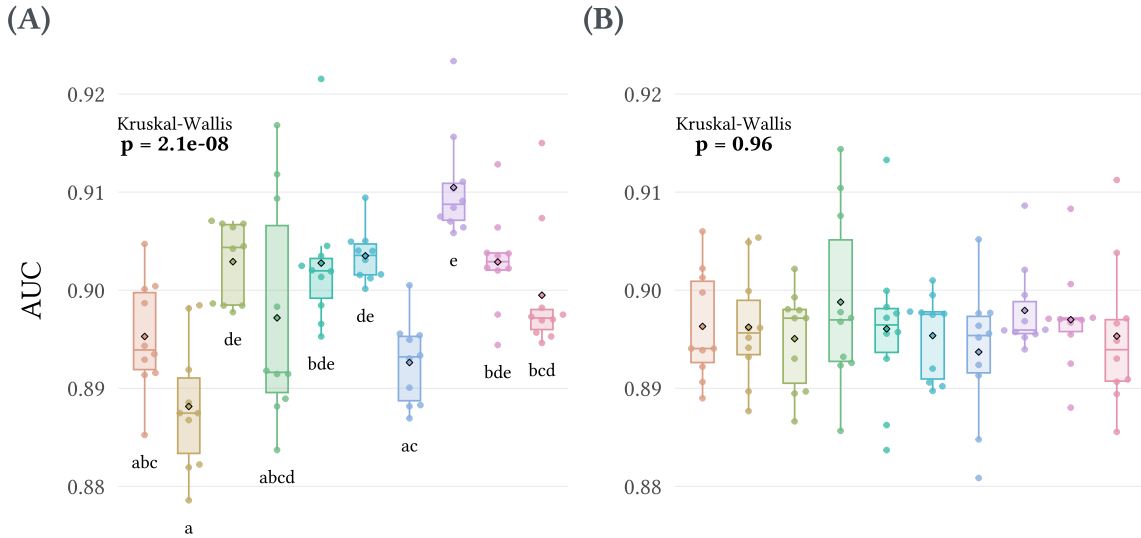 (A)
(B)
AUC
0.92
0.91
0.90
0.89
0.88
Kruskal-Wallis
p = 2.1e-08
abc
a
de
abcd
bde
de
ac
e
bde
bcd
0.92
0.91
0.90
0.89
0.88
Kruskal-Wallis
p = 0.96